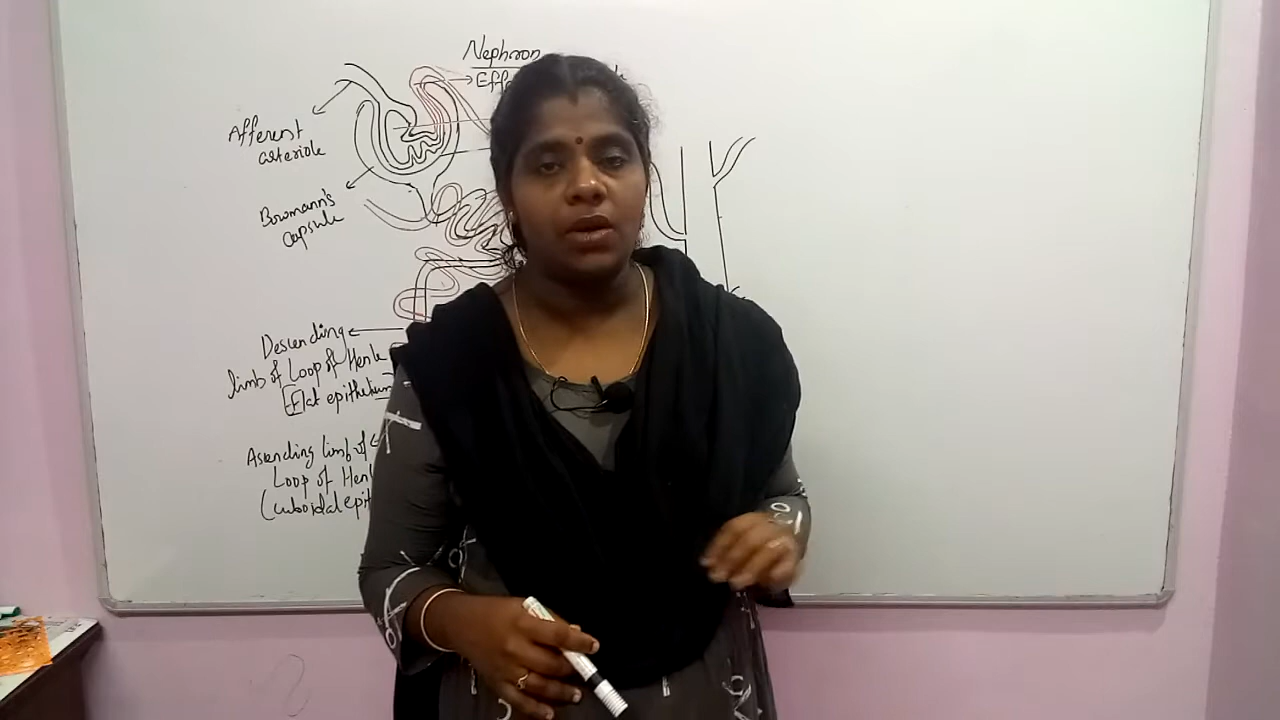 Nephron
Afferent
arteriole
Bowmann's
capsule
Descending
limb of Loop of Henle
[Flat epithelium
Ascending limb of
Loop of Henl
(cuboidal epit